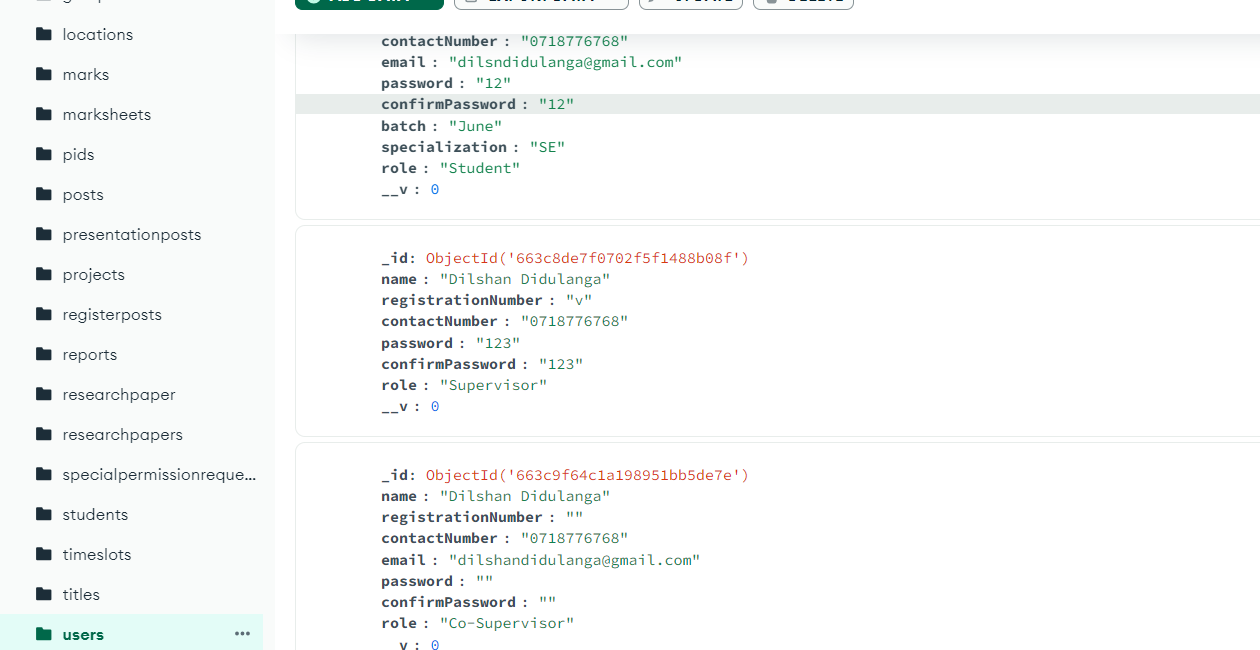 locations
marks
marksheets
pids
posts
presentationposts
projects
registerposts
reports
researchpaper
researchpapers
specialpermissionreque...
students
timeslots
titles
users
contactNumber : "0718776768"
email : "dilsndidulanga@gmail.com"
password : "12"
confirmPassword : "12"
batch : "June"
specialization : "SE"
role : "Student"
__v : 0
_id: ObjectId('663c8de7f0702f5f1488b08f')
name : "Dilshan Didulanga"
registrationNumber : "v"
contactNumber : "0718776768"
password : "123"
confirmPassword : "123"
role : "Supervisor"
__v : 0
_id: ObjectId('663c9f64c1a198951bb5de7e')
name : "Dilshan Didulanga"
registrationNumber : ""
contactNumber : "0718776768"
email : "dilshandidulanga@gmail.com"
password : ""
confirmPassword : ""
role : "Co-Supervisor"
__v : 0